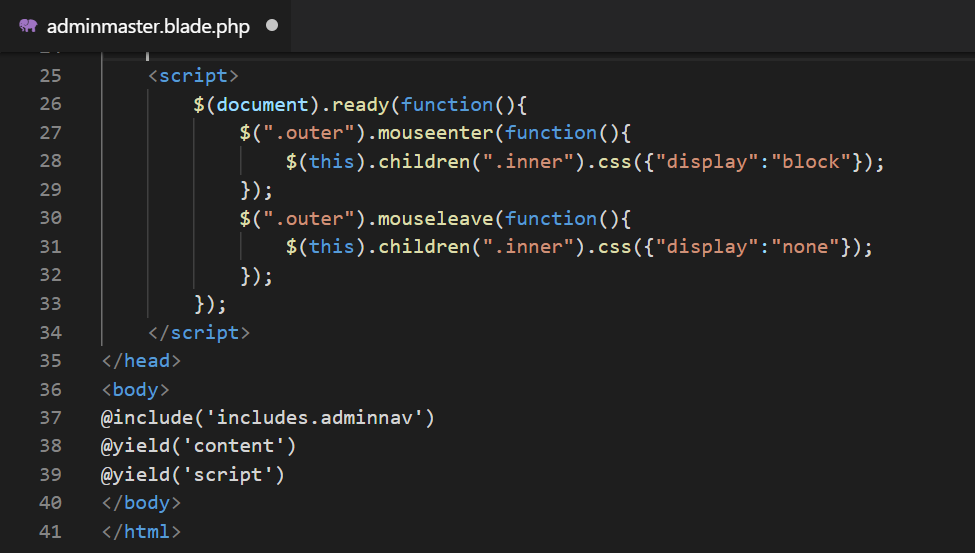 adminmaster.blade.php
25 <script>
26 $(document).ready(function(){
27 $(".outer").mouseenter(function(){
28 $(this).children(".inner").css({"display":"block"});
29 });
30 $(".outer").mouseleave(function(){
31 $(this).children(".inner").css({"display":"none"});
32 });
33 });
34 </script>
35 </head>
36 <body>
37 @include('includes.adminnav')
38 @yield('content')
39 @yield('script')
40 </body>
41 </html>